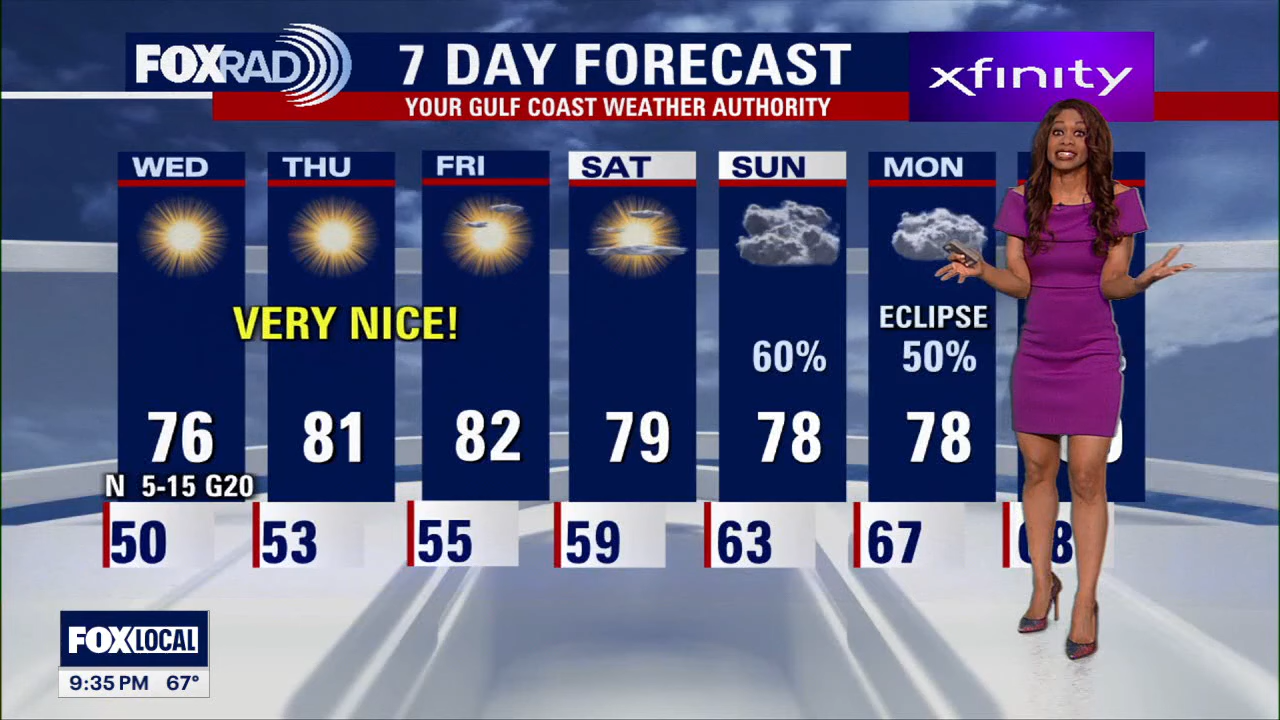 FOXRAD
7 DAY FORECAST
xfinity
YOUR GULF COAST WEATHER AUTHORITY
WED
THU
FRI
SAT
SUN
MON
VERY NICE!
ECLIPSE
60%
50%
76
81
82
79
78
78
N 5-15 G20
50
53
55
59
63
67
68
FOX LOCAL
9:35 PM 67°